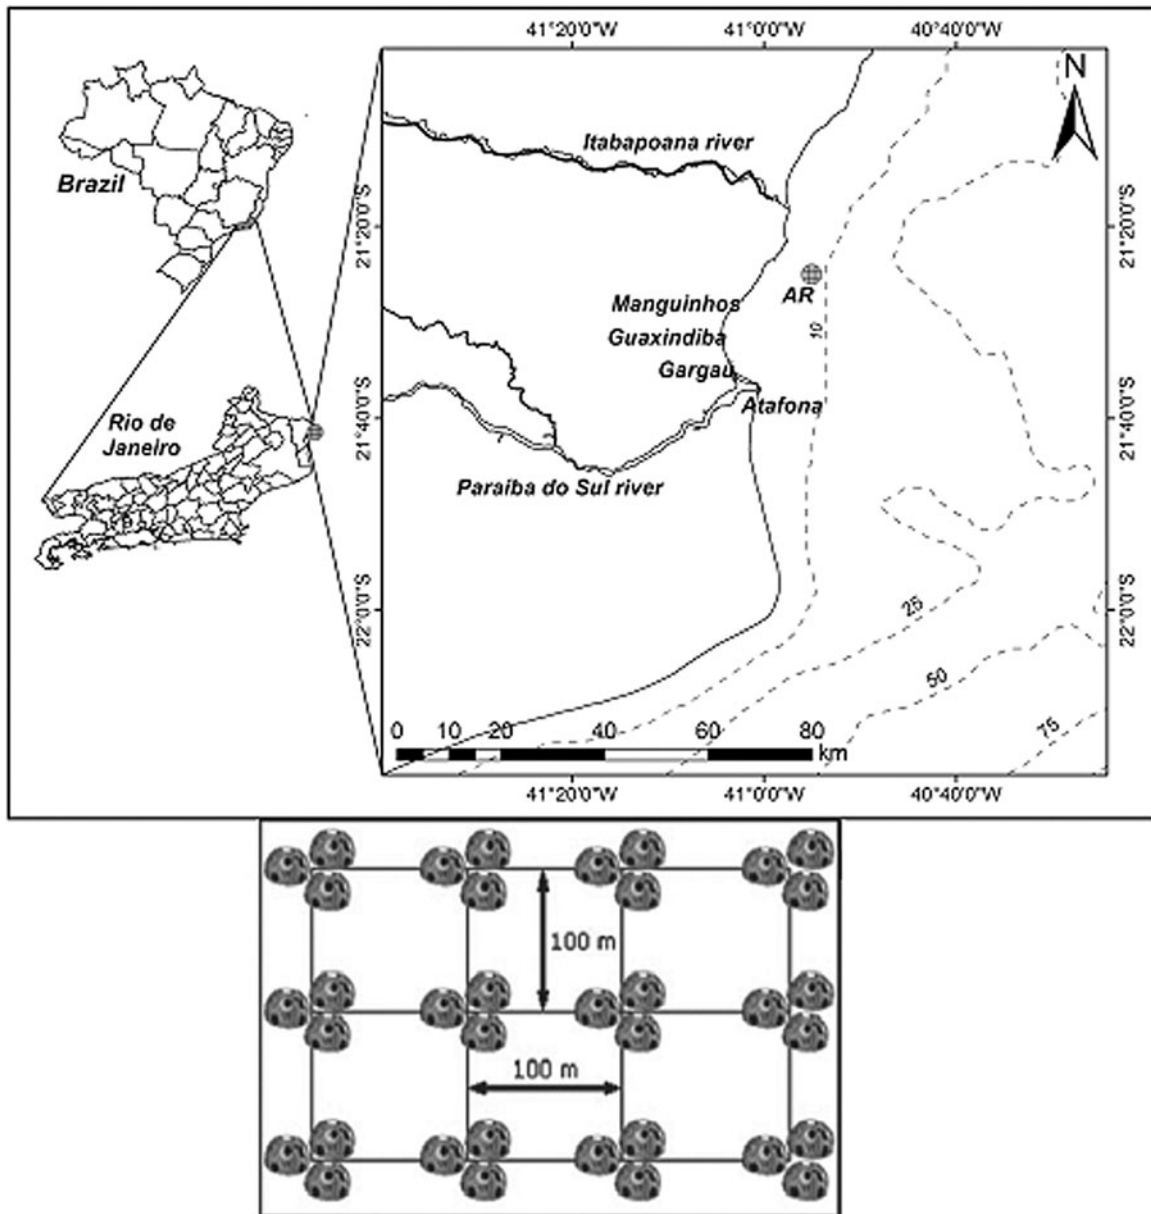 41°20'0"W 41°0'0"W 40°40'0"W
N
Itabapoana river
Brazil
21°20'0"S 21°20'0"S
AR
Manguinhos
10
Guaxindiba
Gargaú
Atafona
Rio de
Janeiro
21°40'0"S 21°40'0"S
Paraíba do Sul river
22°0'0"S 22°0'0"S
25
50
75
0 10 20 40 60 80
km
41°20'0"W 41°0'0"W 40°40'0"W
100 m
100 m